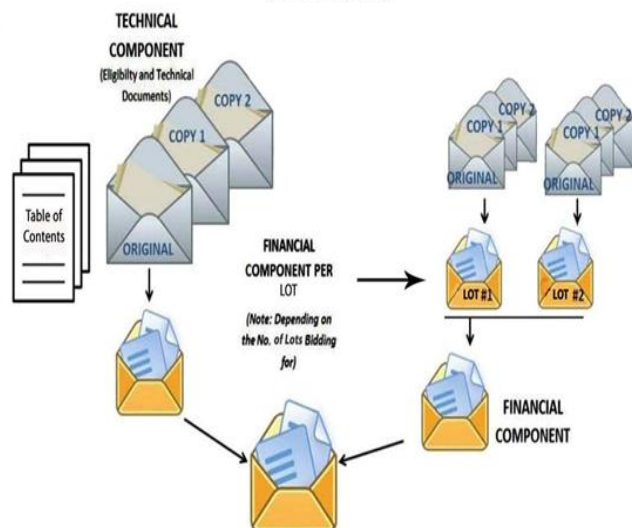 TECHNICAL
COMPONENT
(Eligibilty and Technical
Documents)
COPY 2
COPY 1
ORIGINAL
Table of
Contents
FINANCIAL
COMPONENT PER
LOT
(Note: Depending on
the No. of Lots Bidding
for)
COPY 2
COPY 1
ORIGINAL
COPY 2
COPY 1
ORIGINAL
LOT #1
LOT #2
FINANCIAL
COMPONENT